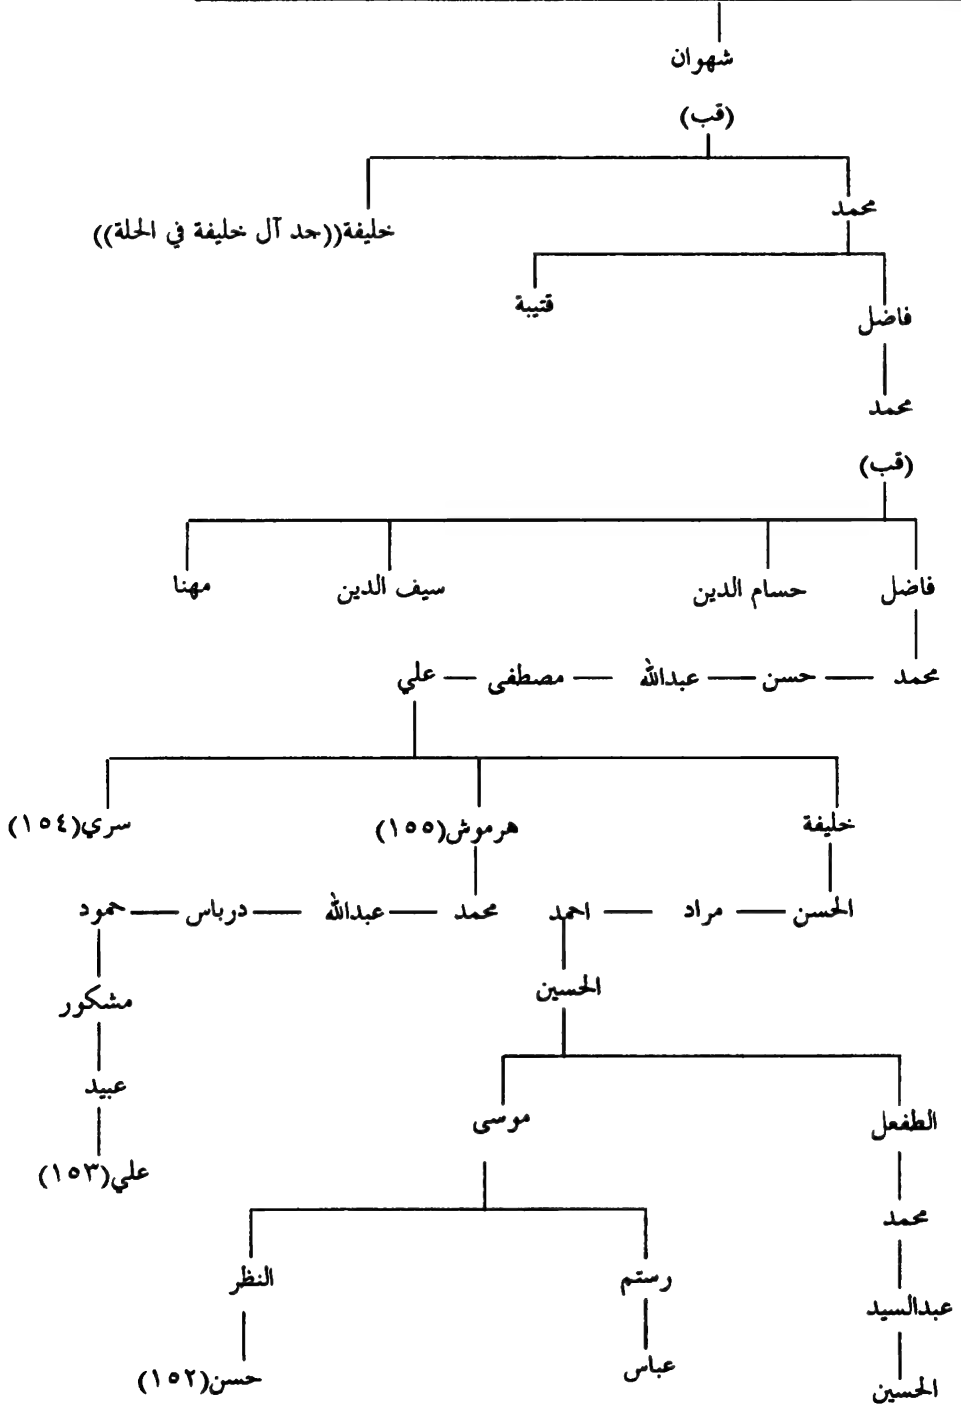 شهوان
(قب)
محمد
خليفة((جد آل خليفة في الحلة))
قتيبة
فاضل
محمد
(قب)
فاضل حسام الدين سيف الدين مهنا
محمد — حسن — عبدالله — مصطفى — علي
خليفة هرموش(١٥٥) سري(١٥٤)
الحسن — مراد — احمد محمد — عبدالله — درباس — حمود
الحسين
مشكور
عبيد
الطفعل موسى
علي(١٥٣)
محمد
رستم النظر
عبدالسيد
عباس حسن(١٥٢)
الحسين